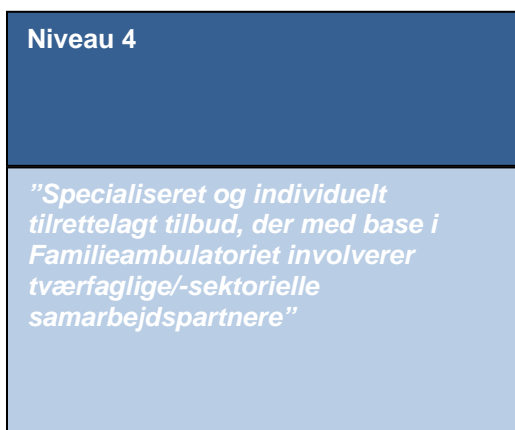 Niveau 4
”Specialiseret og individuelt
tilrettelagt tilbud, der med base i
Familieambulatoriet involverer
tværfaglige/-sektorielle
samarbejdspartnere”